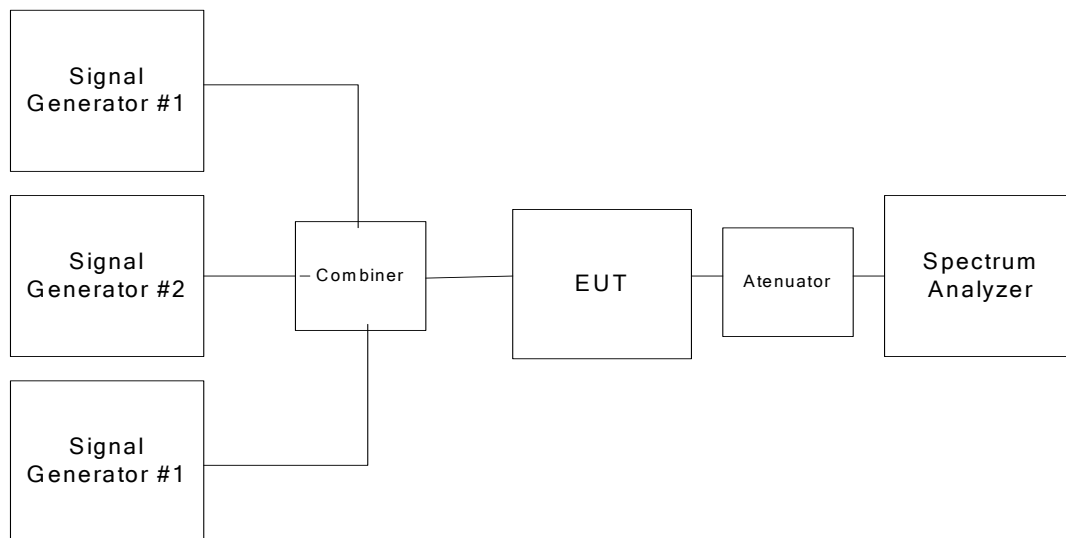 Signal
Generator #1
Signal
Generator #2
Combiner
EUT
Atenuator
Spectrum
Analyzer
Signal
Generator #1